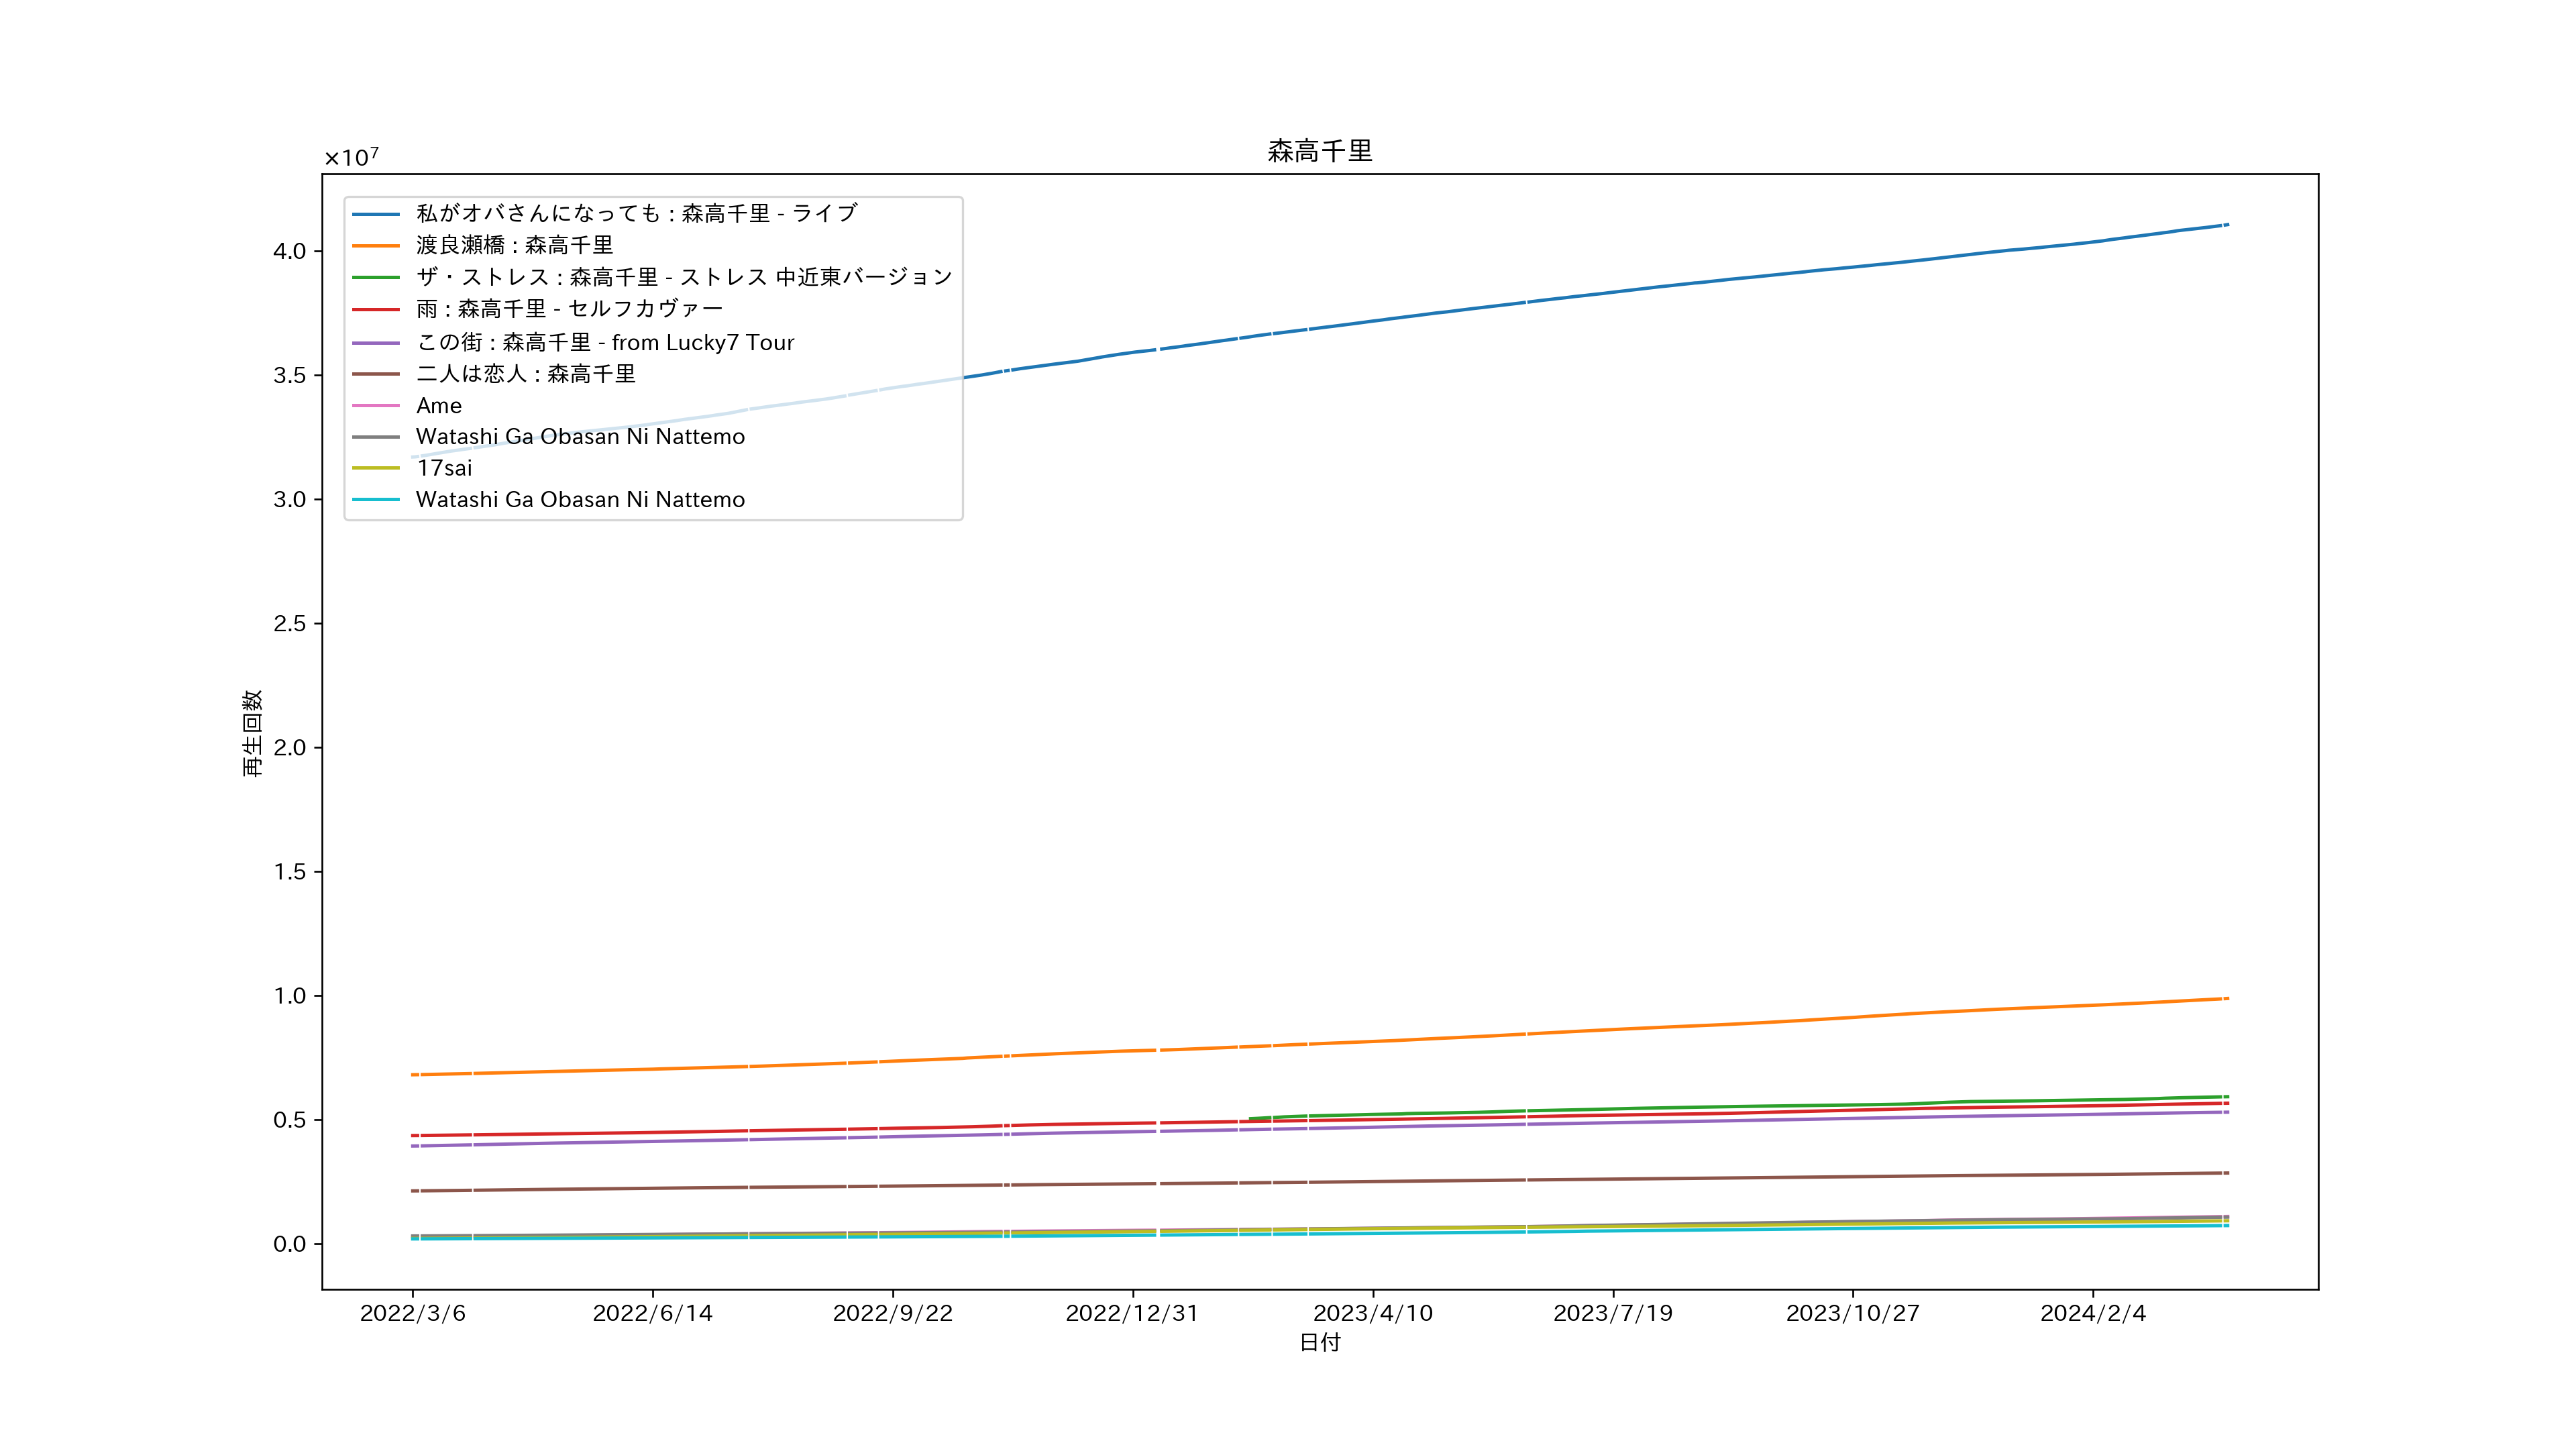 森高千里
×10⁷
私がオバさんになっても : 森高千里 - ライブ
渡良瀬橋 : 森高千里
ザ・ストレス : 森高千里 - ストレス 中近東バージョン
雨 : 森高千里 - セルフカヴァー
この街 : 森高千里 - from Lucky7 Tour
二人は恋人 : 森高千里
Ame
Watashi Ga Obasan Ni Nattemo
17sai
Watashi Ga Obasan Ni Nattemo
4.0
3.5
3.0
2.5
2.0
1.5
1.0
0.5
0.0
再生回数
2022/3/6 2022/6/14 2022/9/22 2022/12/31 2023/4/10 2023/7/19 2023/10/27 2024/2/4
日付